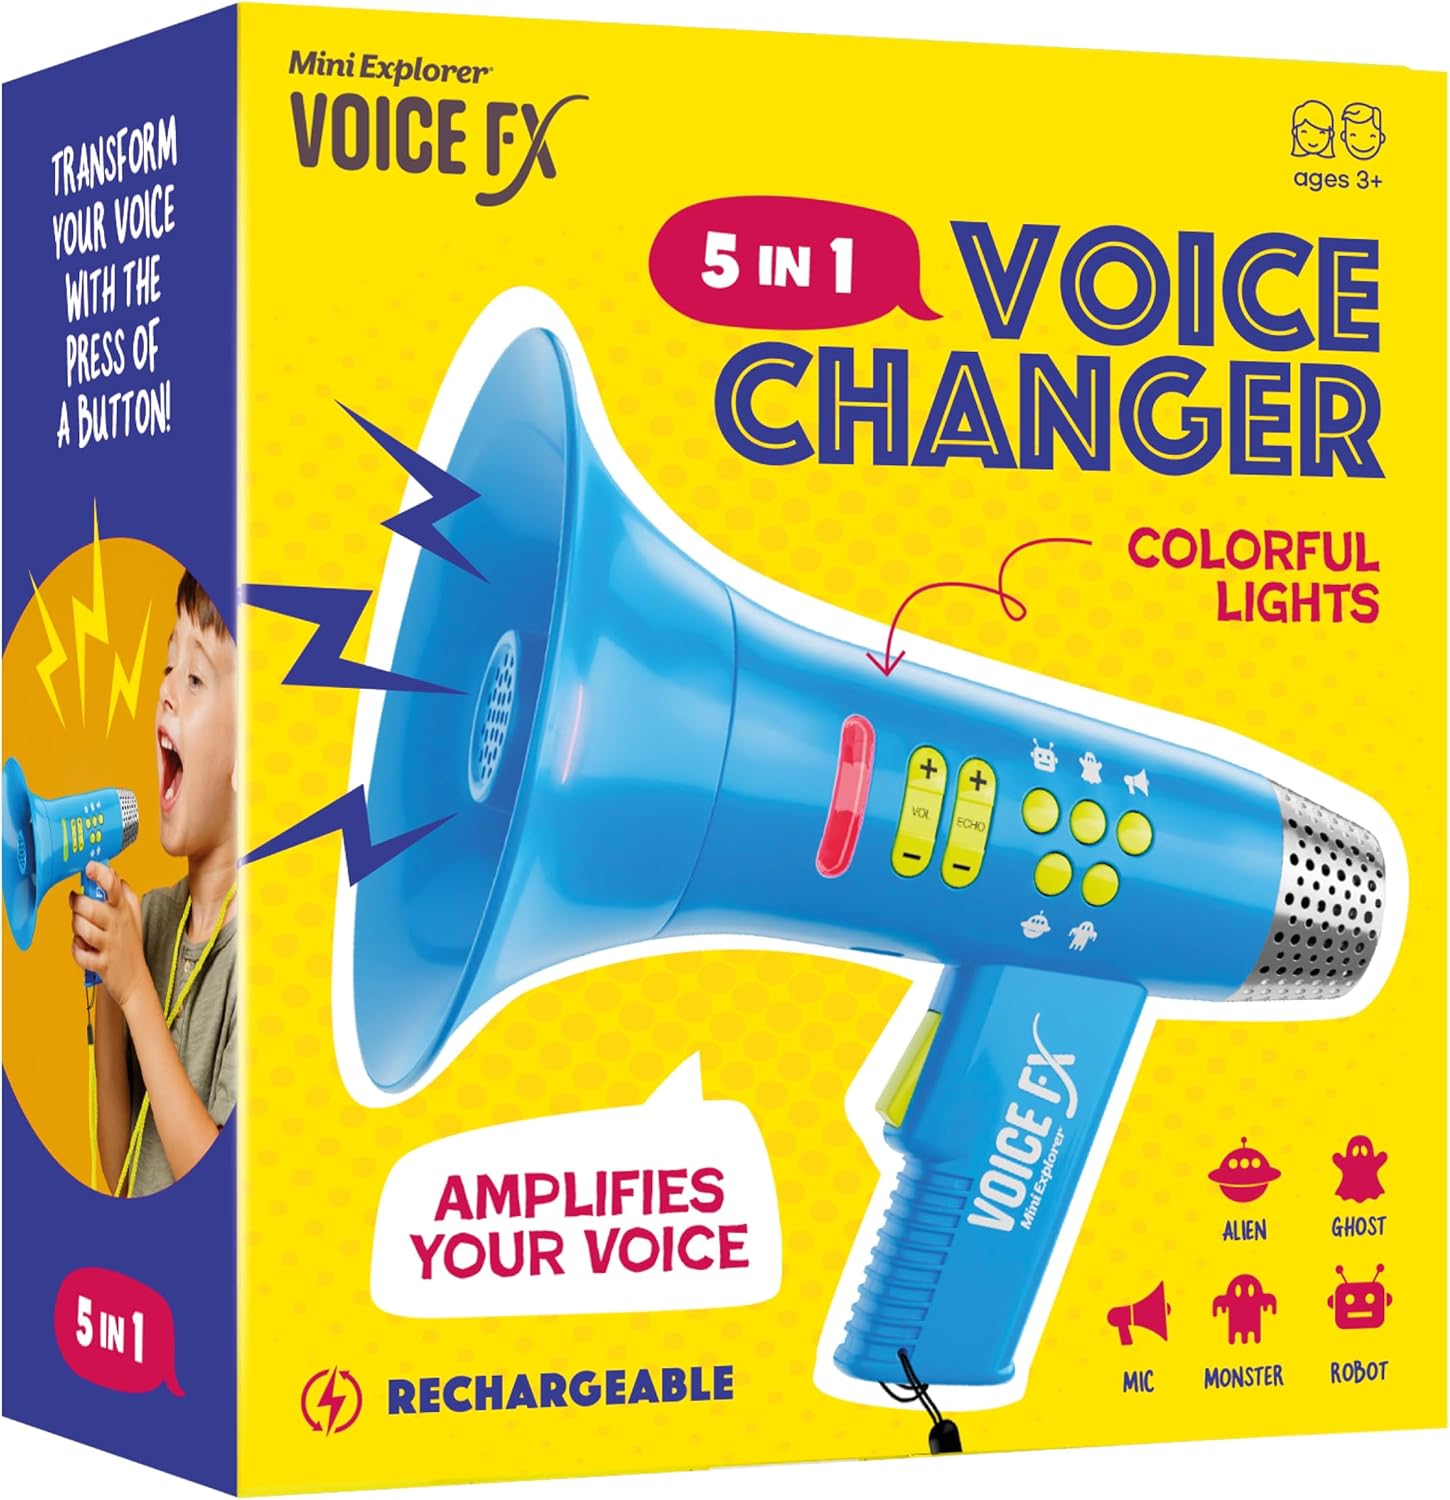 Mini Explorer
VOICE FX
ages 3+
5 IN 1
VOICE
CHANGER
COLORFUL
LIGHTS
+
VOL
−
+
ECHO
−
VOICE FX
Mini Explorer
AMPLIFIES
YOUR VOICE
RECHARGEABLE
ALIEN
GHOST
MIC
MONSTER
ROBOT
TRANSFORM
YOUR VOICE
WITH THE
PRESS OF
A BUTTON!
5 IN 1